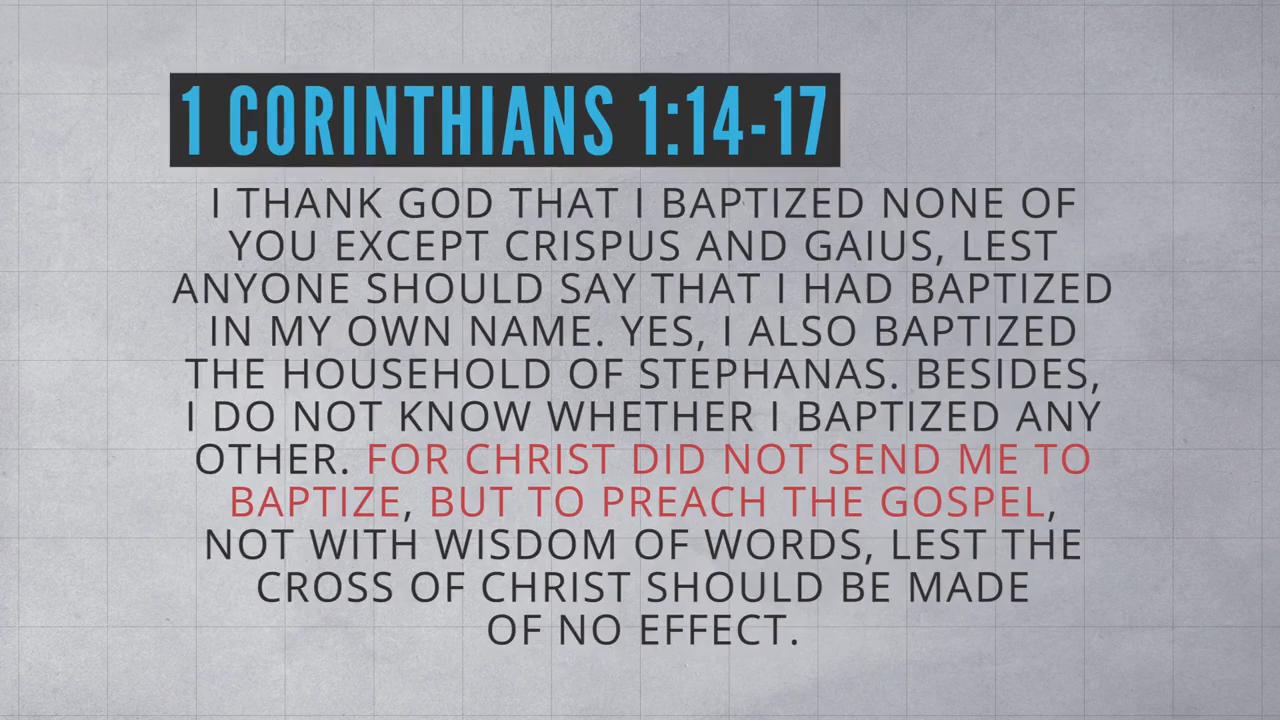 1 CORINTHIANS 1:14-17
I THANK GOD THAT I BAPTIZED NONE OF
YOU EXCEPT CRISPUS AND GAIUS, LEST
ANYONE SHOULD SAY THAT I HAD BAPTIZED
IN MY OWN NAME. YES, I ALSO BAPTIZED
THE HOUSEHOLD OF STEPHANAS. BESIDES,
I DO NOT KNOW WHETHER I BAPTIZED ANY
OTHER. FOR CHRIST DID NOT SEND ME TO
BAPTIZE, BUT TO PREACH THE GOSPEL,
NOT WITH WISDOM OF WORDS, LEST THE
CROSS OF CHRIST SHOULD BE MADE
OF NO EFFECT.